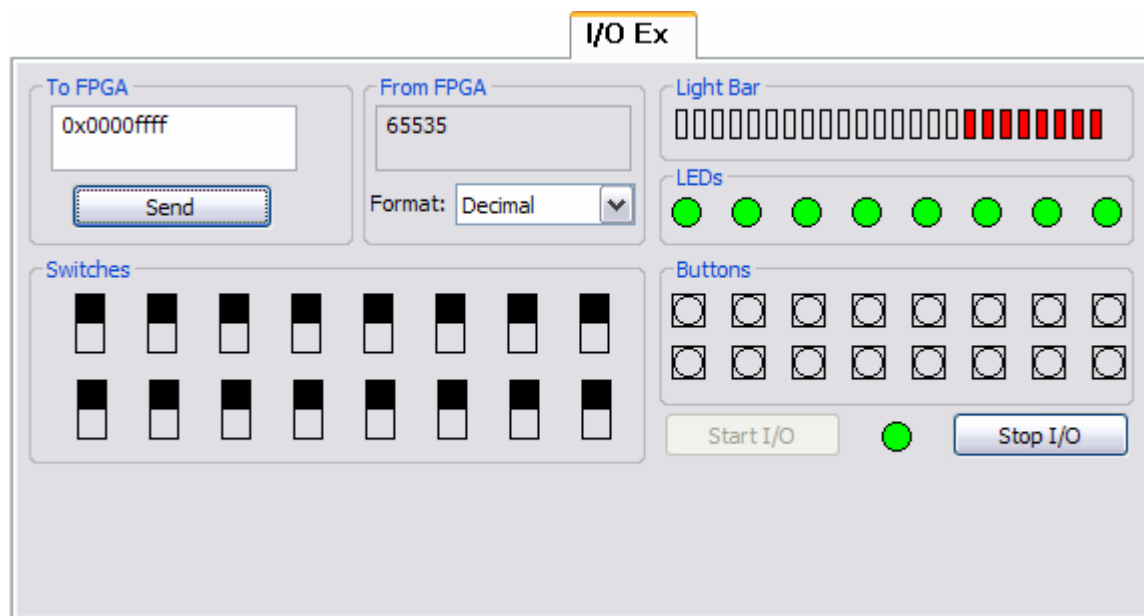 I/O Ex
To FPGA
0x0000ffff
Send
From FPGA
65535
Format: Decimal
Light Bar
LEDs
Switches
Buttons
Start I/O
Stop I/O